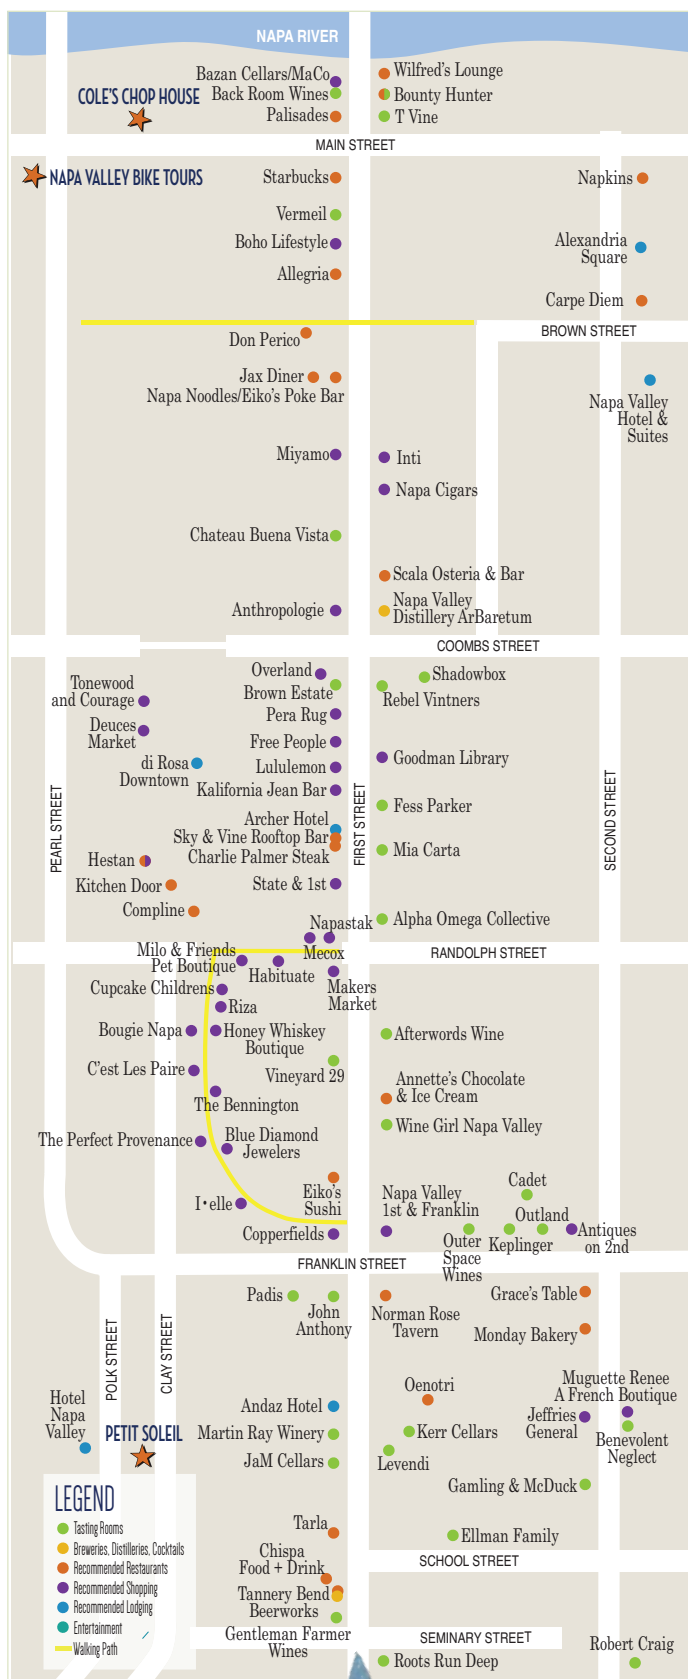 NAPA RIVER
Bazan Cellars/MaCo
Wilfred's Lounge
COLE'S CHOP HOUSE
Back Room Wines
Bounty Hunter
Palisades
T Vine
MAIN STREET
NAPA VALLEY BIKE TOURS
Starbucks
Napkins
Vermeil
Boho Lifestyle
Alexandria
Square
Allegria
Carpe Diem
BROWN STREET
Don Perico
Jax Diner
Napa Noodles/Eiko's Poke Bar
Napa Valley
Hotel &
Suites
Miyamo
Inti
Napa Cigars
Chateau Buena Vista
Scala Osteria & Bar
Anthropologie
Napa Valley
Distillery ArBaretum
COOMBS STREET
Overland
Shadowbox
Tonewood
and Courage
Brown Estate
Rebel Vintners
Pera Rug
Deuces
Market
Free People
Goodman Library
di Rosa
Downtown
Lululemon
Kalifornia Jean Bar
PEARL STREET
FIRST STREET
SECOND STREET
Fess Parker
Archer Hotel
Sky & Vine Rooftop Bar
Charlie Palmer Steak
Mia Carta
Hestan
Kitchen Door
State & 1st
Compline
Napastak
Alpha Omega Collective
Mecox
RANDOLPH STREET
Milo & Friends
Pet Boutique
Habituate
Makers
Market
Cupcake Childrens
Riza
Bougie Napa
Honey Whiskey
Boutique
Afterwords Wine
C'est Les Paire
Vineyard 29
Annette's Chocolate
& Ice Cream
The Bennington
Wine Girl Napa Valley
The Perfect Provenance
Blue Diamond
Jewelers
Cadet
I•elle
Eiko's
Sushi
Napa Valley
1st & Franklin
Outland
Copperfields
Outer
Space
Wines
Keplinger
Antiques
on 2nd
FRANKLIN STREET
Padis
John
Anthony
Norman Rose
Tavern
Grace's Table
Monday Bakery
POLK STREET
CLAY STREET
Oenotri
Muguette Renee
A French Boutique
Hotel
Napa
Valley
Andaz Hotel
Jeffries
General
PETIT SOLEIL
Martin Ray Winery
Kerr Cellars
Benevolent
Neglect
JaM Cellars
Levendi
Gamling & McDuck
LEGEND
Tasting Rooms
Breweries, Distilleries, Cocktails
Recommended Restaurants
Recommended Shopping
Recommended Lodging
Entertainment
Walking Path
Tarla
Ellman Family
Chispa
Food + Drink
SCHOOL STREET
Tannery Bend
Beerworks
Gentleman Farmer
Wines
SEMINARY STREET
Robert Craig
Roots Run Deep